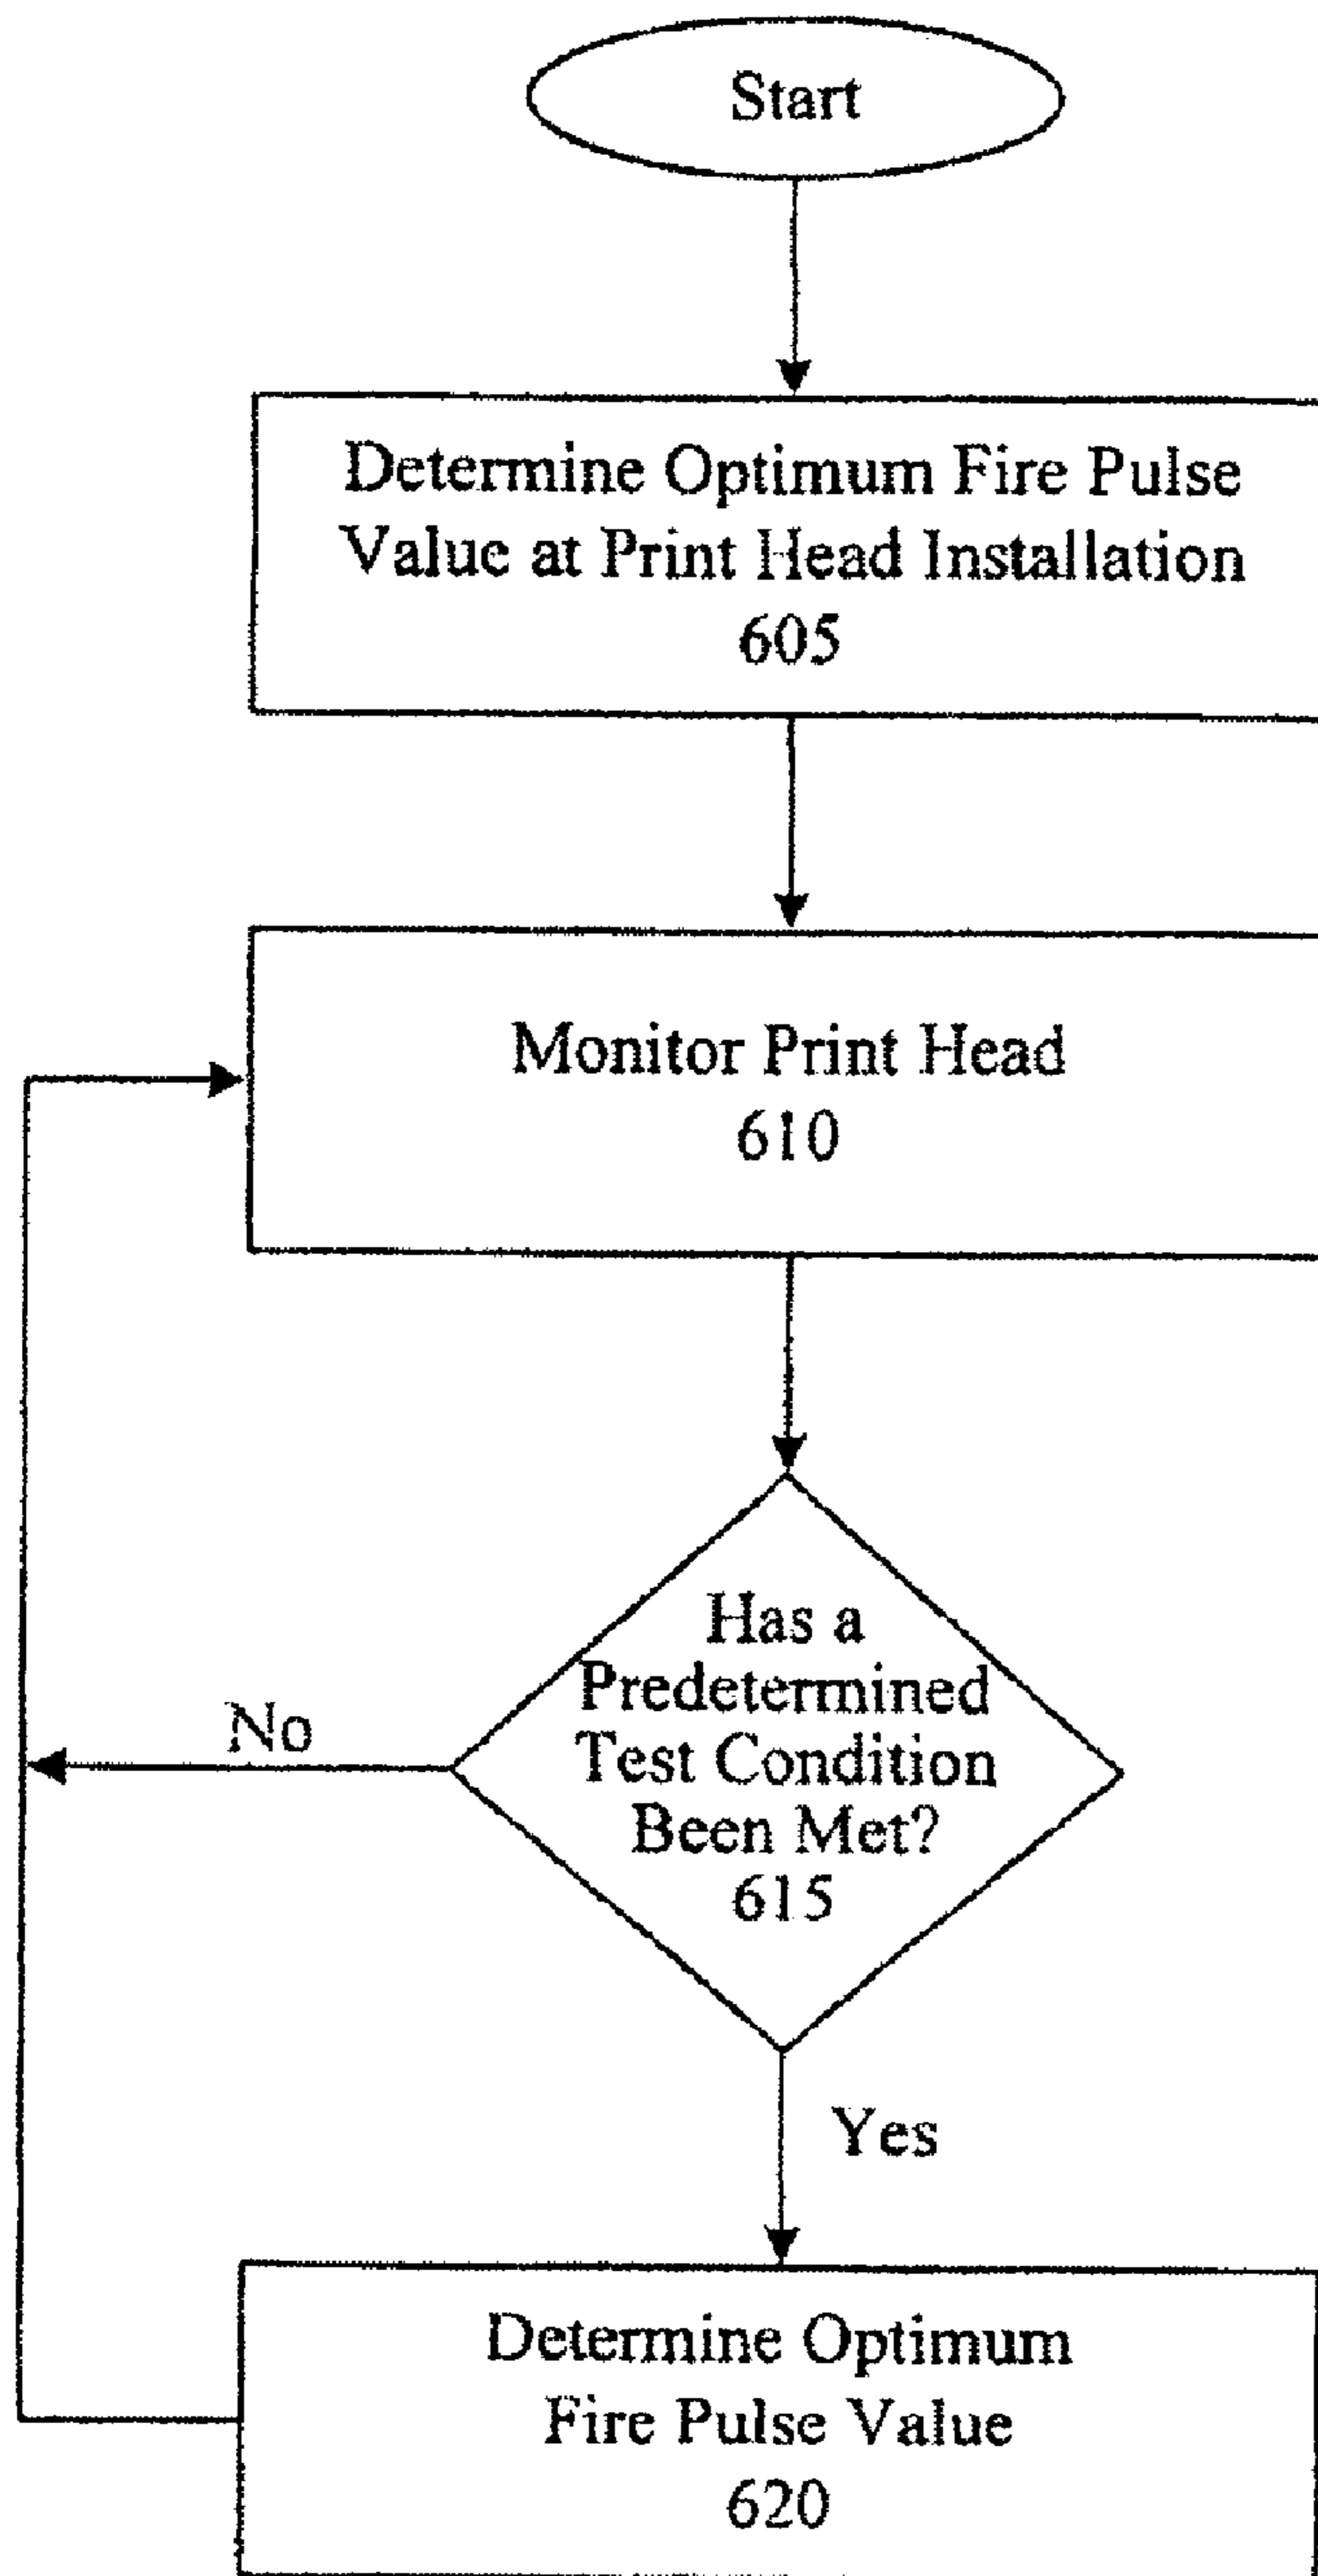 Start
Determine Optimum Fire Pulse
Value at Print Head Installation
605
Monitor Print Head
610
Has a
Predetermined
Test Condition
Been Met?
615
No
Yes
Determine Optimum
Fire Pulse Value
620